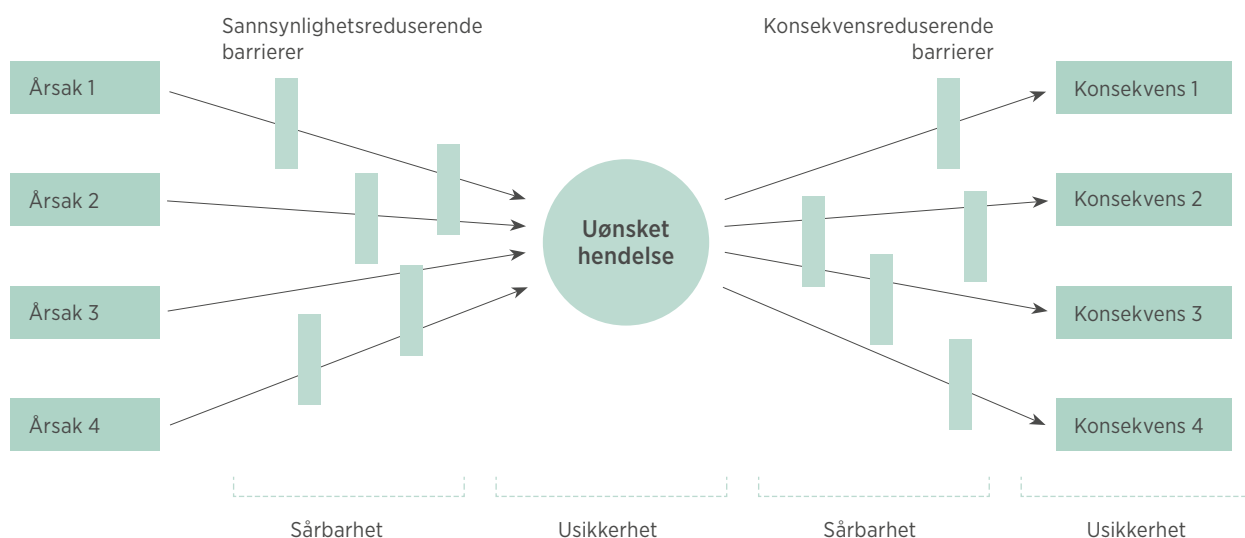 Sannsynlighetsreduserende
barrierer
Konsekvensreduserende
barrierer
Årsak 1
Årsak 2
Årsak 3
Årsak 4
Uønsket
hendelse
Konsekvens 1
Konsekvens 2
Konsekvens 3
Konsekvens 4
Sårbarhet
Usikkerhet
Sårbarhet
Usikkerhet